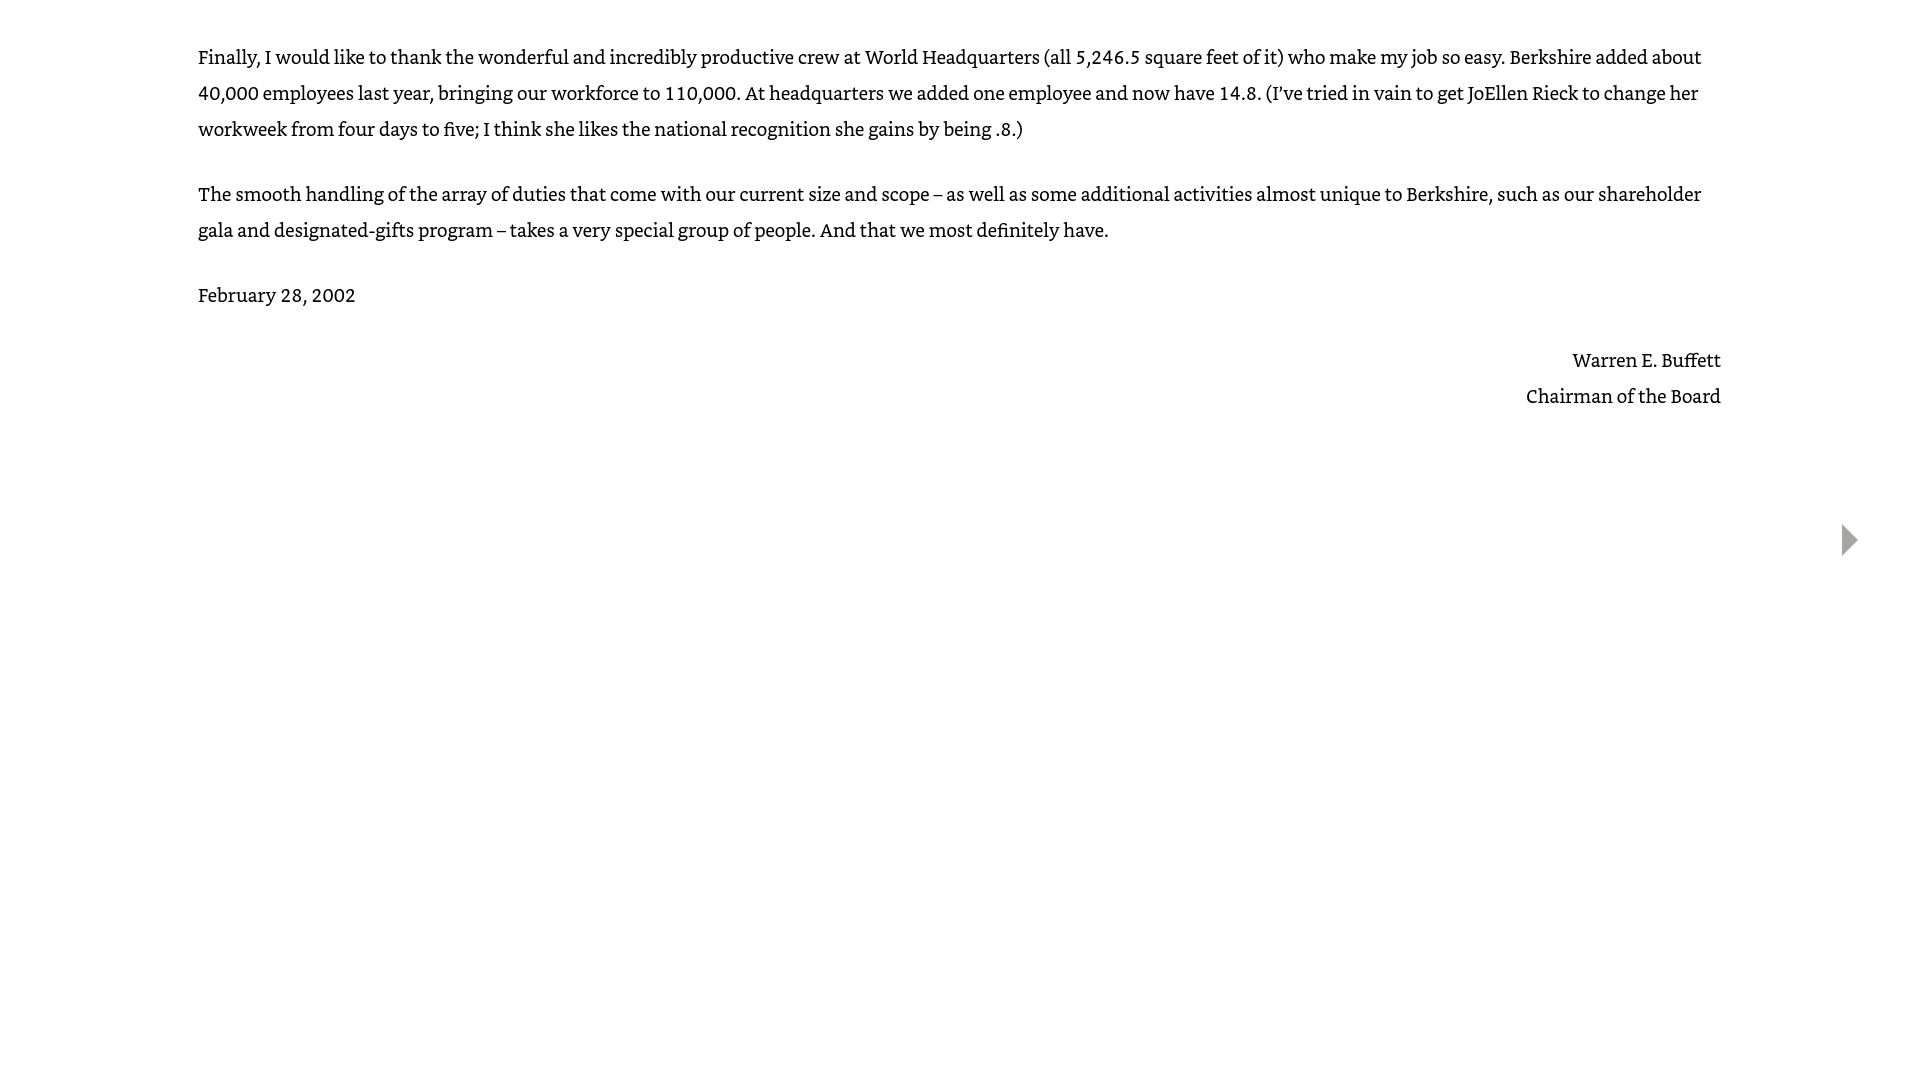 Finally, I would like to thank the wonderful and incredibly productive crew at World Headquarters (all 5,246.5 square feet of it) who make my job so easy. Berkshire added about
40,000 employees last year, bringing our workforce to 110,000. At headquarters we added one employee and now have 14.8. (I’ve tried in vain to get JoEllen Rieck to change her
workweek from four days to five; I think she likes the national recognition she gains by being .8.)
The smooth handling of the array of duties that come with our current size and scope – as well as some additional activities almost unique to Berkshire, such as our shareholder
gala and designated-gifts program – takes a very special group of people. And that we most definitely have.
February 28, 2002
Warren E. Buffett
Chairman of the Board